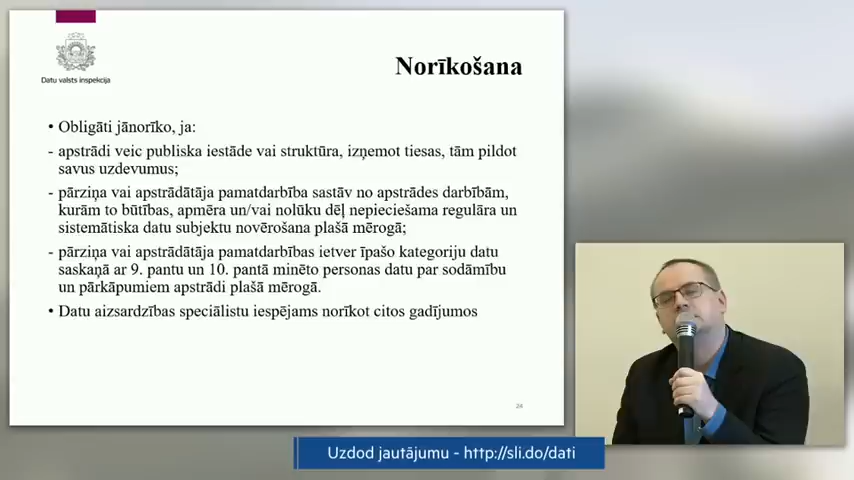 Datu valsts inspekcija
Norīkošana
• Obligāti jānorīko, ja:
- apstrādi veic publiska iestāde vai struktūra, izņemot tiesas, tām pildot
savus uzdevumus;
- pārziņa vai apstrādātāja pamatdarbība sastāv no apstrādes darbībām,
kurām to būtības, apmēra un/vai nolūku dēļ nepieciešama regulāra un
sistemātiska datu subjektu novērošana plašā mērogā;
- pārziņa vai apstrādātāja pamatdarbības ietver īpašo kategoriju datu
saskaņā ar 9. pantu un 10. pantā minēto personas datu par sodāmību
un pārkāpumiem apstrādi plašā mērogā.
• Datu aizsardzības speciālistu iespējams norīkot citos gadījumos
24
Uzdod jautājumu - http://sli.do/dati